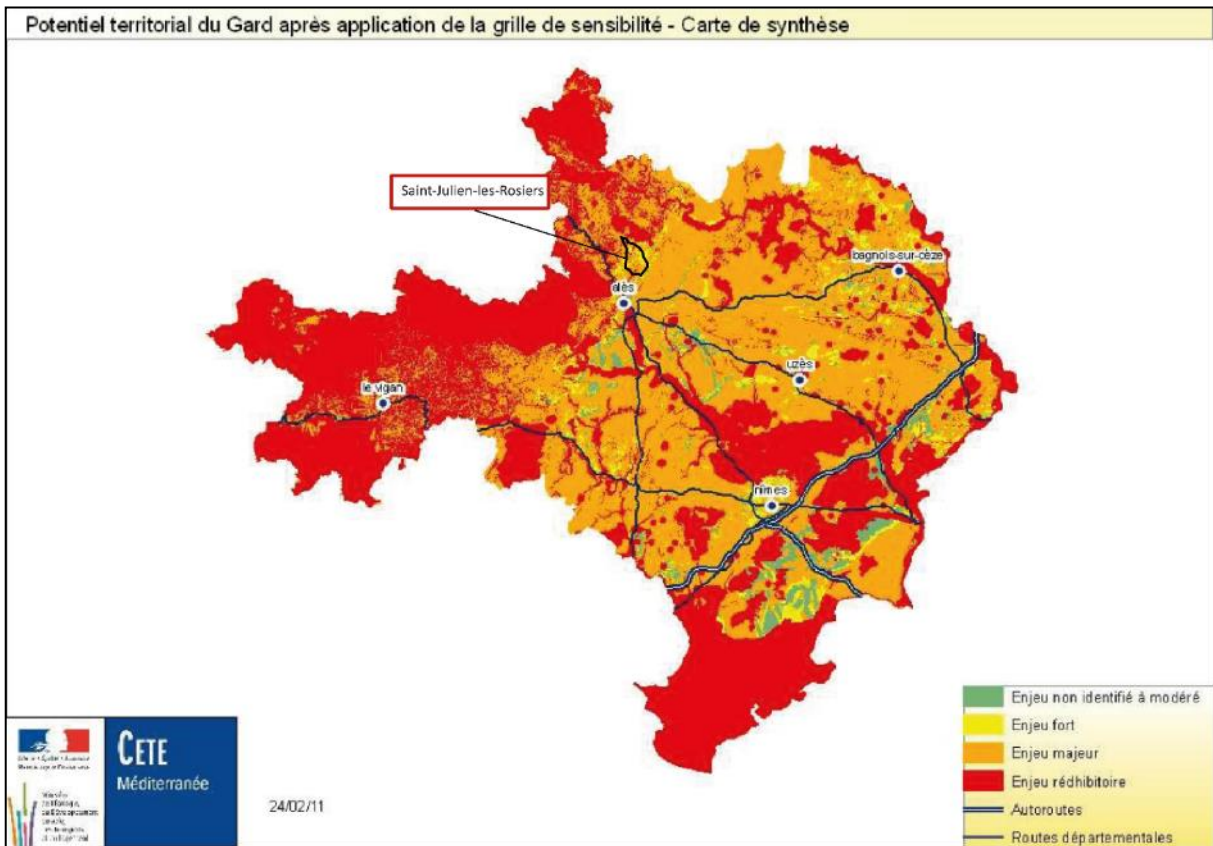 Potentiel territorial du Gard après application de la grille de sensibilité - Carte de synthèse
Saint-Julien-les-Rosiers
bagnols-sur-cèze
alès
uzès
le vigan
nîmes
Enjeu non identifié à modéré
Enjeu fort
Enjeu majeur
Enjeu rédhibitoire
Autoroutes
Routes départementales
CETE
Méditerranée
24/02/11